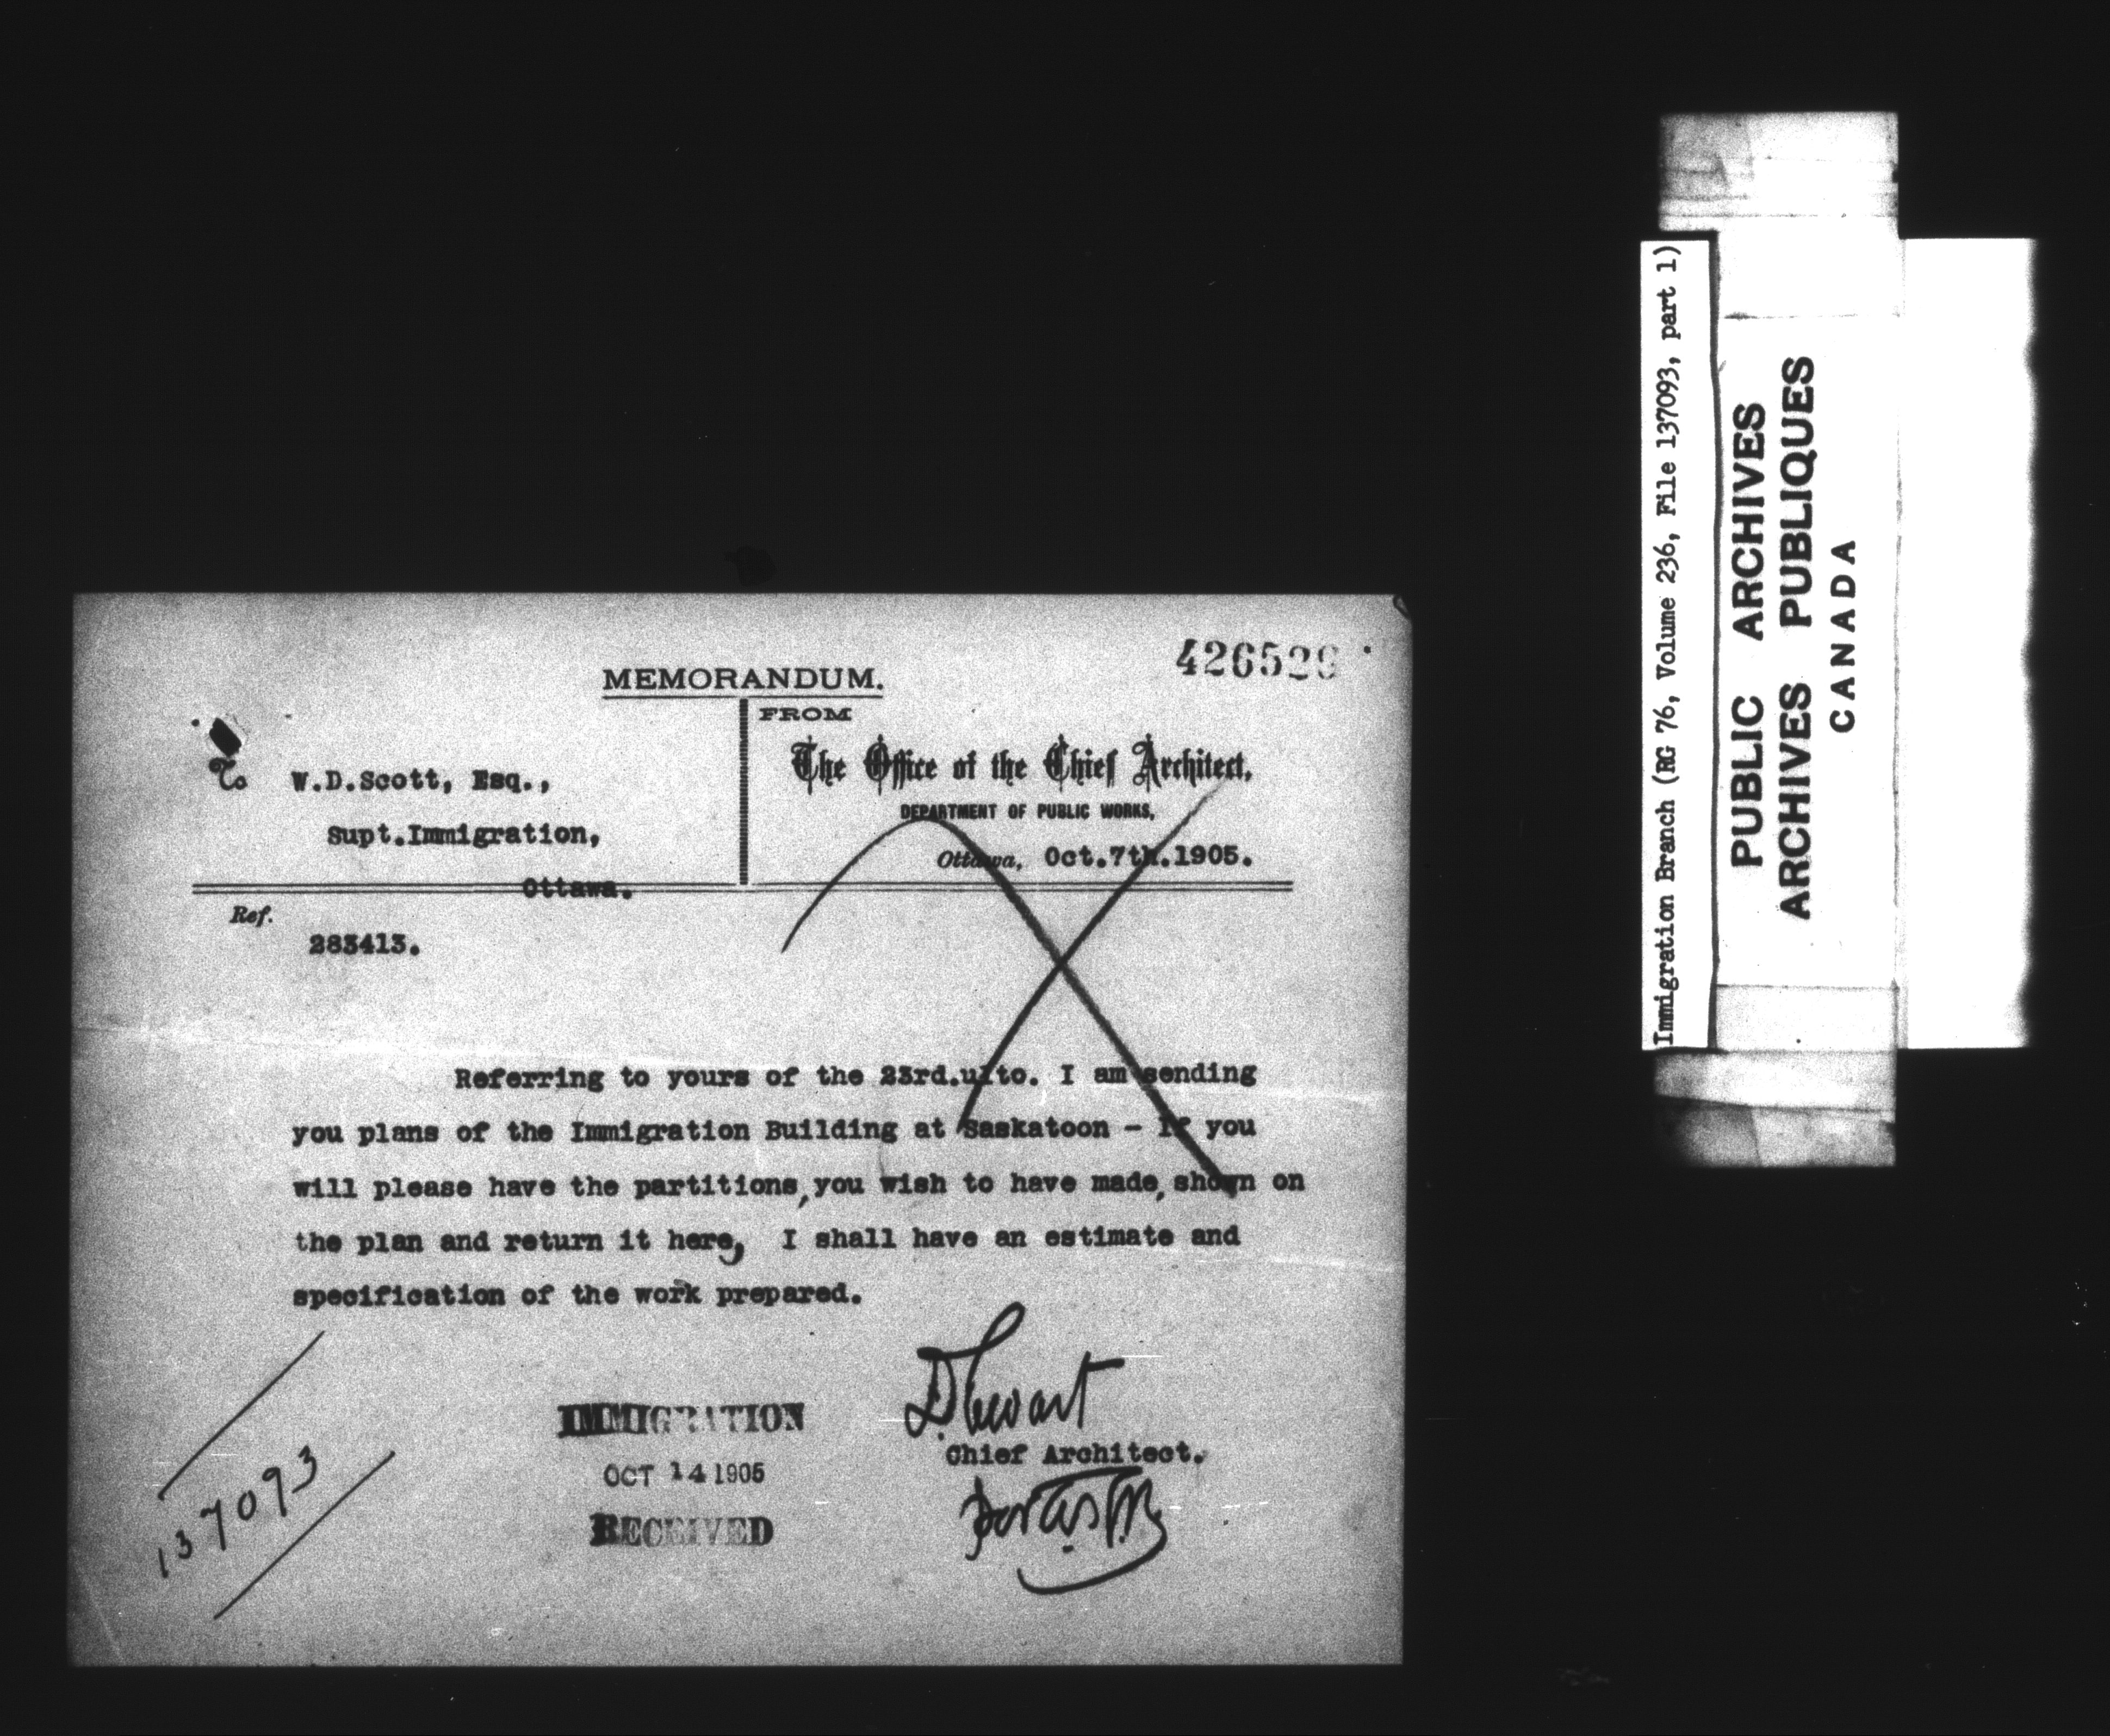 426529
MEMORANDUM.
FROM
The Office of the Chief Architect,
DEPARTMENT OF PUBLIC WORKS,
Ottawa, Oct.7th.1905.
To W.D.Scott, Esq.,
Supt.Immigration,
Ottawa.
Ref.
283413.
Referring to yours of the 23rd.ulto. I am sending
you plans of the Immigration Building at Saskatoon - If you
will please have the partitions, you wish to have made, shown on
the plan and return it here, I shall have an estimate and
specification of the work prepared.
D. Ewart
Chief Architect.
IMMIGRATION
OCT 14 1905
RECEIVED
137093
Immigration Branch (RG 76, Volume 236, File 137093, part 1)
PUBLIC ARCHIVES
ARCHIVES PUBLIQUES
CANADA